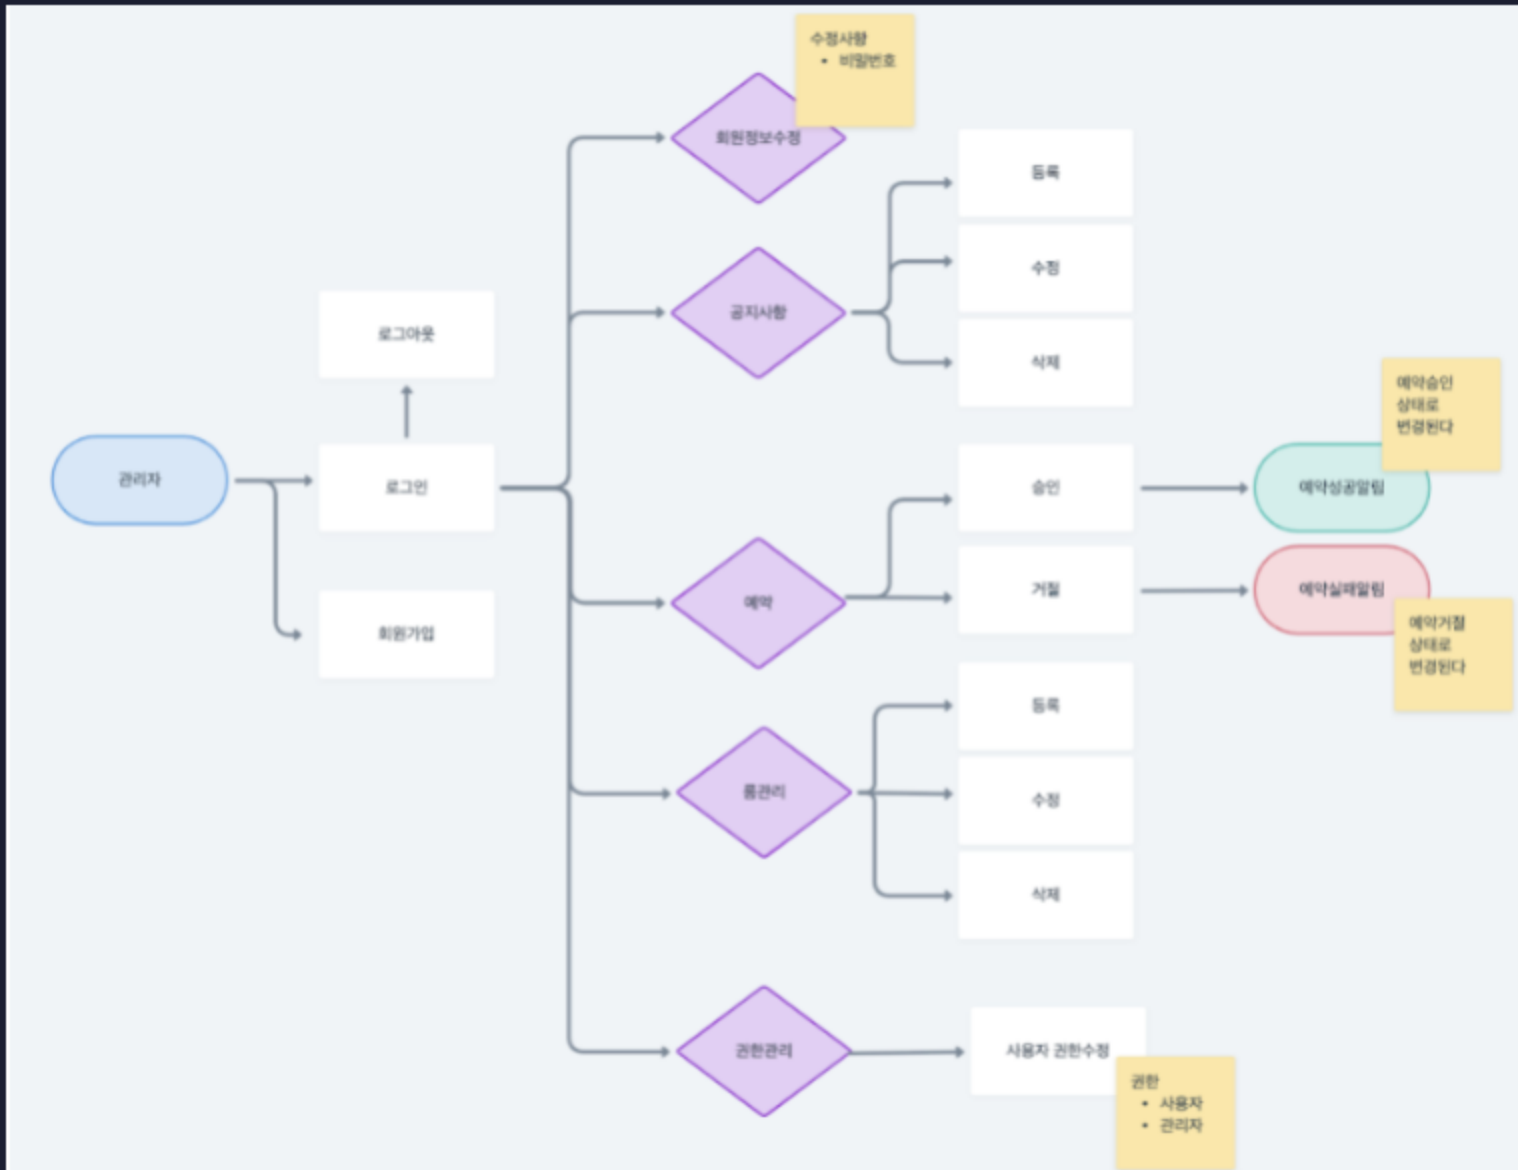 수정사항
• 비밀번호
회원정보수정
등록
공지사항
수정
삭제
로그아웃
관리자
로그인
회원가입
예약승인
상태로
변경된다
승인
예약성공알림
예약
거절
예약실패알림
예약거절
상태로
변경된다
등록
룸관리
수정
삭제
권한관리
사용자 권한수정
권한
• 사용자
• 관리자